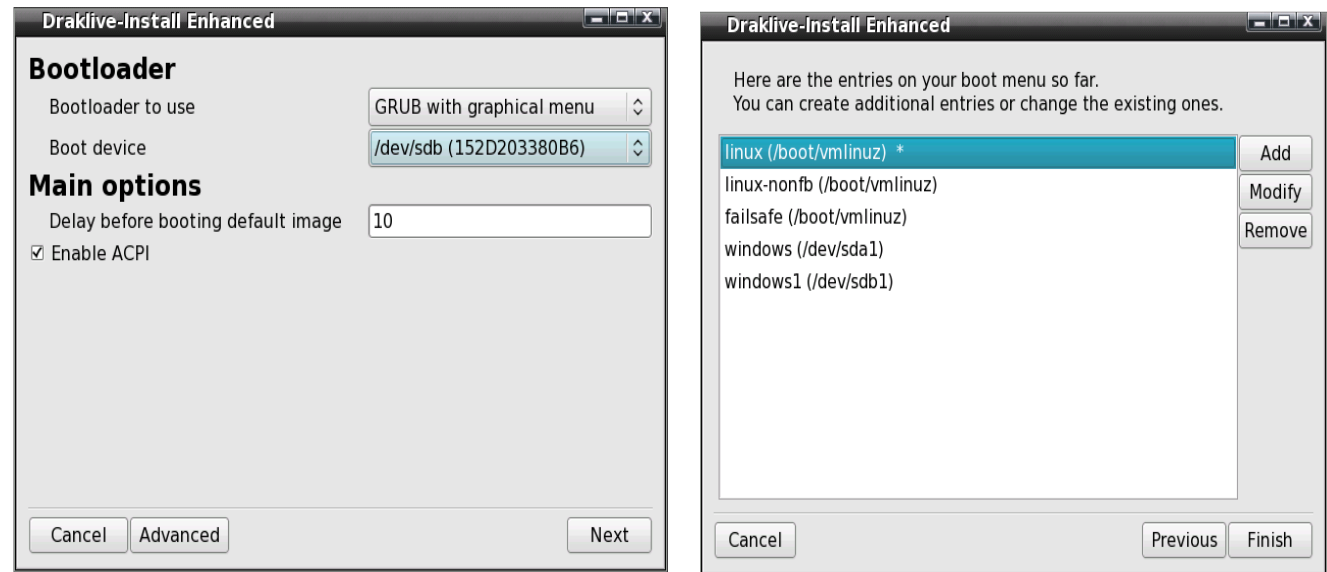 Draklive-Install Enhanced
Bootloader
Bootloader to use GRUB with graphical menu
Boot device /dev/sdb (152D203380B6)
Main options
Delay before booting default image 10
Enable ACPI
Cancel Advanced Next
Draklive-Install Enhanced
Here are the entries on your boot menu so far.
You can create additional entries or change the existing ones.
linux (/boot/vmlinuz) *
linux-nonfb (/boot/vmlinuz)
failsafe (/boot/vmlinuz)
windows (/dev/sda1)
windows1 (/dev/sdb1)
Add
Modify
Remove
Cancel Previous Finish